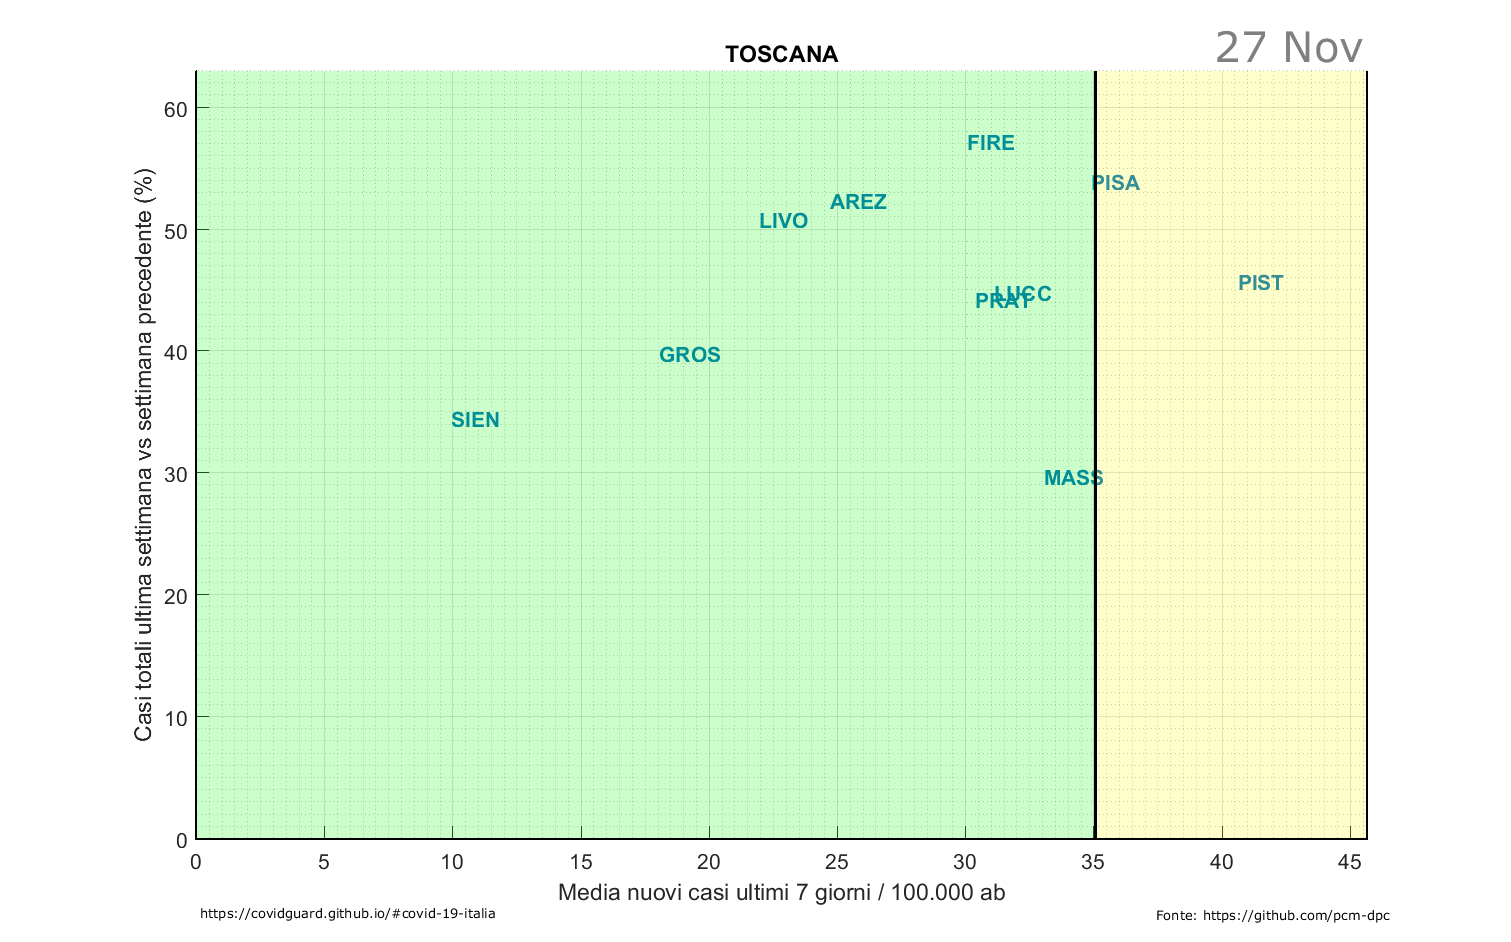 27 Nov
TOSCANA
Casi totali ultima settimana vs settimana precedente (%)
60
50
40
30
20
10
0
FIRE
PISA
AREZ
LIVO
PIST
LUCC
PRAT
GROS
SIEN
MASS
0 5 10 15 20 25 30 35 40 45
Media nuovi casi ultimi 7 giorni / 100.000 ab
https://covidguard.github.io/#covid-19-italia
Fonte: https://github.com/pcm-dpc